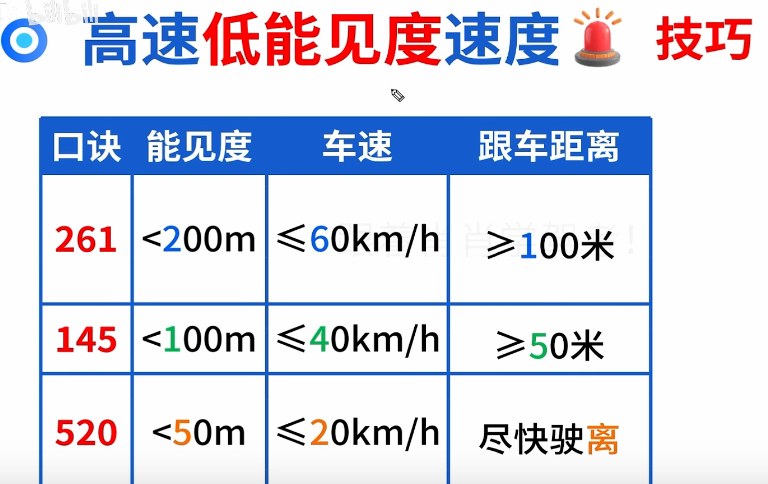 高速低能见度速度 技巧
口诀 能见度 车速 跟车距离
261 <200m ≤60km/h ≥100米
145 <100m ≤40km/h ≥50米
520 <50m ≤20km/h 尽快驶离